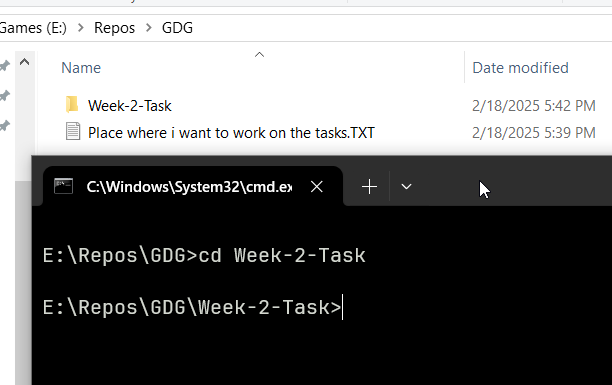 Games (E:) > Repos > GDG
Name Date modified
Week-2-Task 2/18/2025 5:42 PM
Place where i want to work on the tasks.TXT 2/18/2025 5:39 PM
C:\Windows\System32\cmd.ex
E:\Repos\GDG>cd Week-2-Task
E:\Repos\GDG\Week-2-Task>